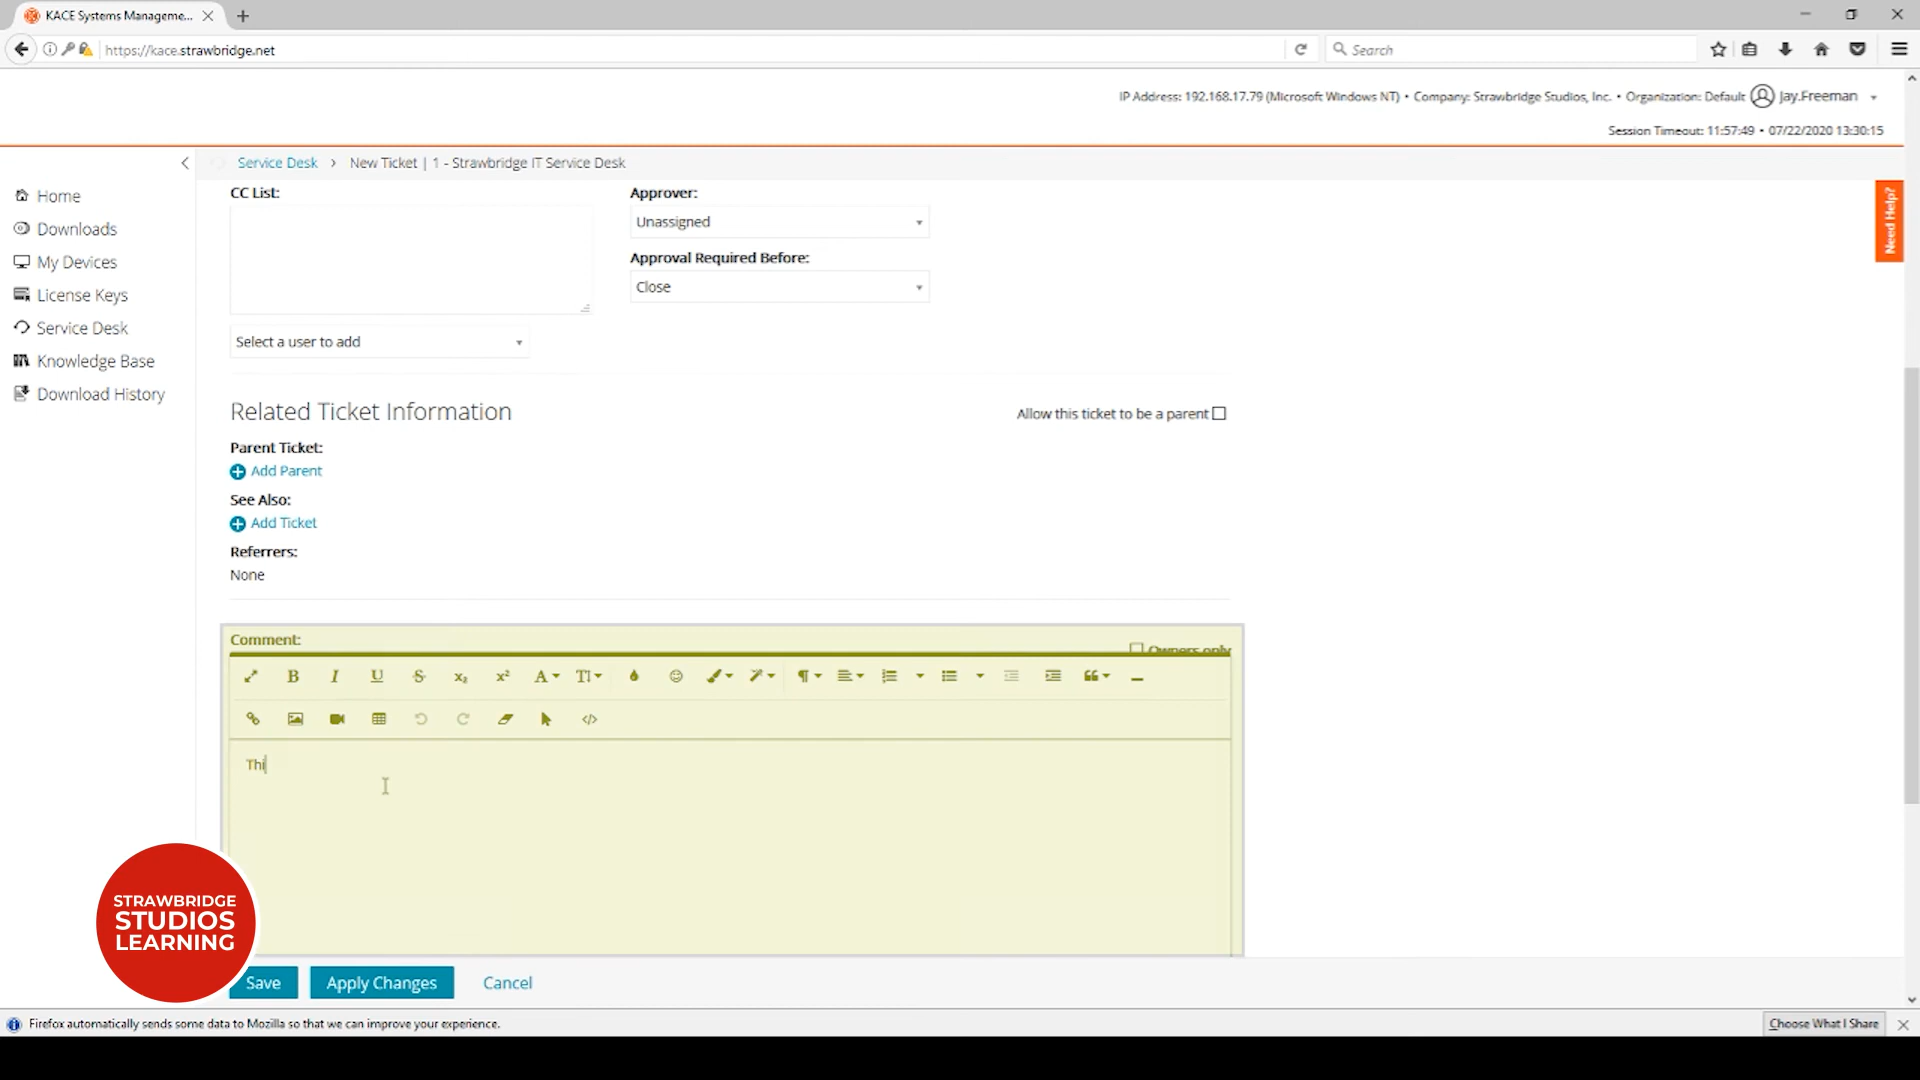 KACE Systems Manageme...
https://kace.strawbridge.net
Search
IP Address: 192.168.17.79 (Microsoft Windows NT) • Company: Strawbridge Studios, Inc. • Organization: Default Jay.Freeman
Session Timeout: 11:57:49 • 07/22/2020 13:30:15
Service Desk › New Ticket | 1 - Strawbridge IT Service Desk
Home
Downloads
My Devices
License Keys
Service Desk
Knowledge Base
Download History
Need Help?
CC List:
Approver:
Unassigned
Approval Required Before:
Close
Select a user to add
Related Ticket Information
Allow this ticket to be a parent
Parent Ticket:
Add Parent
See Also:
Add Ticket
Referrers:
None
Comment:
Owners only
Thi
STRAWBRIDGE
STUDIOS
LEARNING
Save
Apply Changes
Cancel
Firefox automatically sends some data to Mozilla so that we can improve your experience.
Choose What I Share